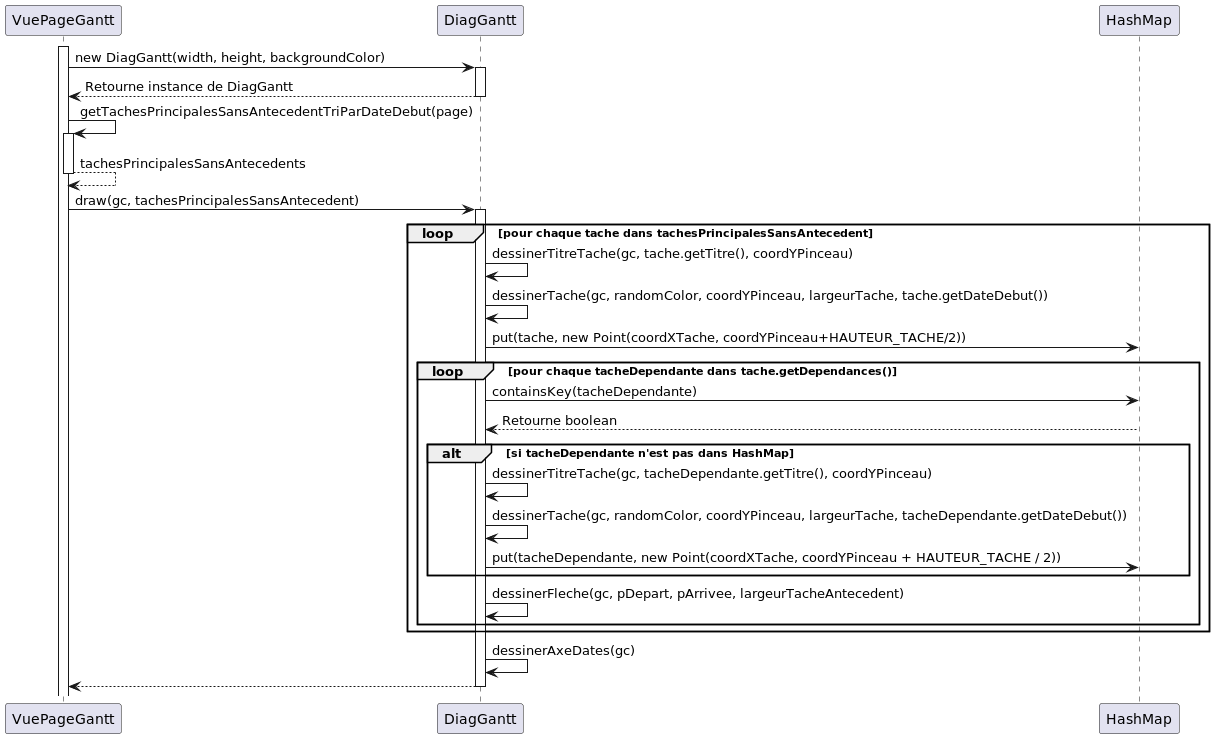 VuePageGantt DiagGantt HashMap
new DiagGantt(width, height, backgroundColor)
Retourne instance de DiagGantt
getTachesPrincipalesSansAntecedentTriParDateDebut(page)
tachesPrincipalesSansAntecedents
draw(gc, tachesPrincipalesSansAntecedent)
loop [pour chaque tache dans tachesPrincipalesSansAntecedent]
dessinerTitreTache(gc, tache.getTitre(), coordYPinceau)
dessinerTache(gc, randomColor, coordYPinceau, largeurTache, tache.getDateDebut())
put(tache, new Point(coordXTache, coordYPinceau+HAUTEUR_TACHE/2))
loop [pour chaque tacheDependante dans tache.getDependances()]
containsKey(tacheDependante)
Retourne boolean
alt [si tacheDependante n'est pas dans HashMap]
dessinerTitreTache(gc, tacheDependante.getTitre(), coordYPinceau)
dessinerTache(gc, randomColor, coordYPinceau, largeurTache, tacheDependante.getDateDebut())
put(tacheDependante, new Point(coordXTache, coordYPinceau + HAUTEUR_TACHE / 2))
dessinerFleche(gc, pDepart, pArrivee, largeurTacheAntecedent)
dessinerAxeDates(gc)
VuePageGantt DiagGantt HashMap